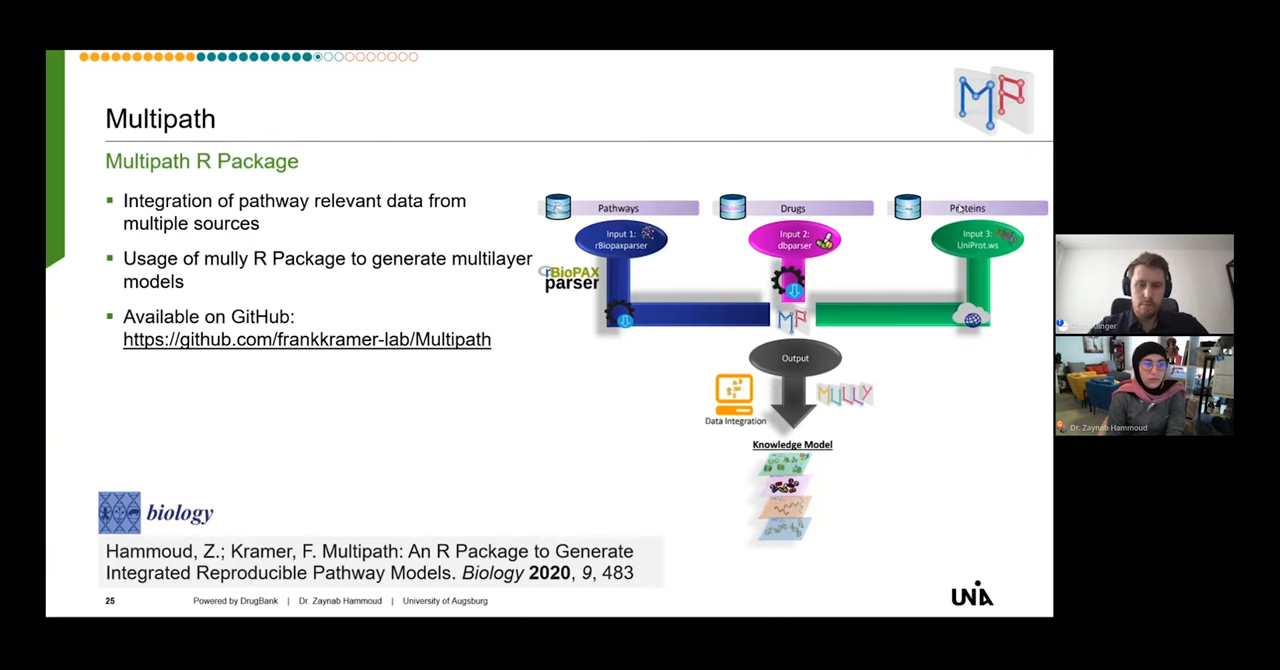 MP
Multipath
Multipath R Package
▪ Integration of pathway relevant data from
multiple sources
▪ Usage of mully R Package to generate multilayer
models
▪ Available on GitHub:
https://github.com/frankkramer-lab/Multipath
Pathways
Drugs
Proteins
Input 1:
rBiopaxparser
Input 2:
dbparser
Input 3:
UniProt.ws
rBioPAX
parser
MP
Output
MULLY
Data Integration
Knowledge Model
biology
Hammoud, Z.; Kramer, F. Multipath: An R Package to Generate
Integrated Reproducible Pathway Models. Biology 2020, 9, 483
25
Powered by DrugBank | Dr. Zaynab Hammoud | University of Augsburg
UNIA
Dr. Zaynab Hammoud